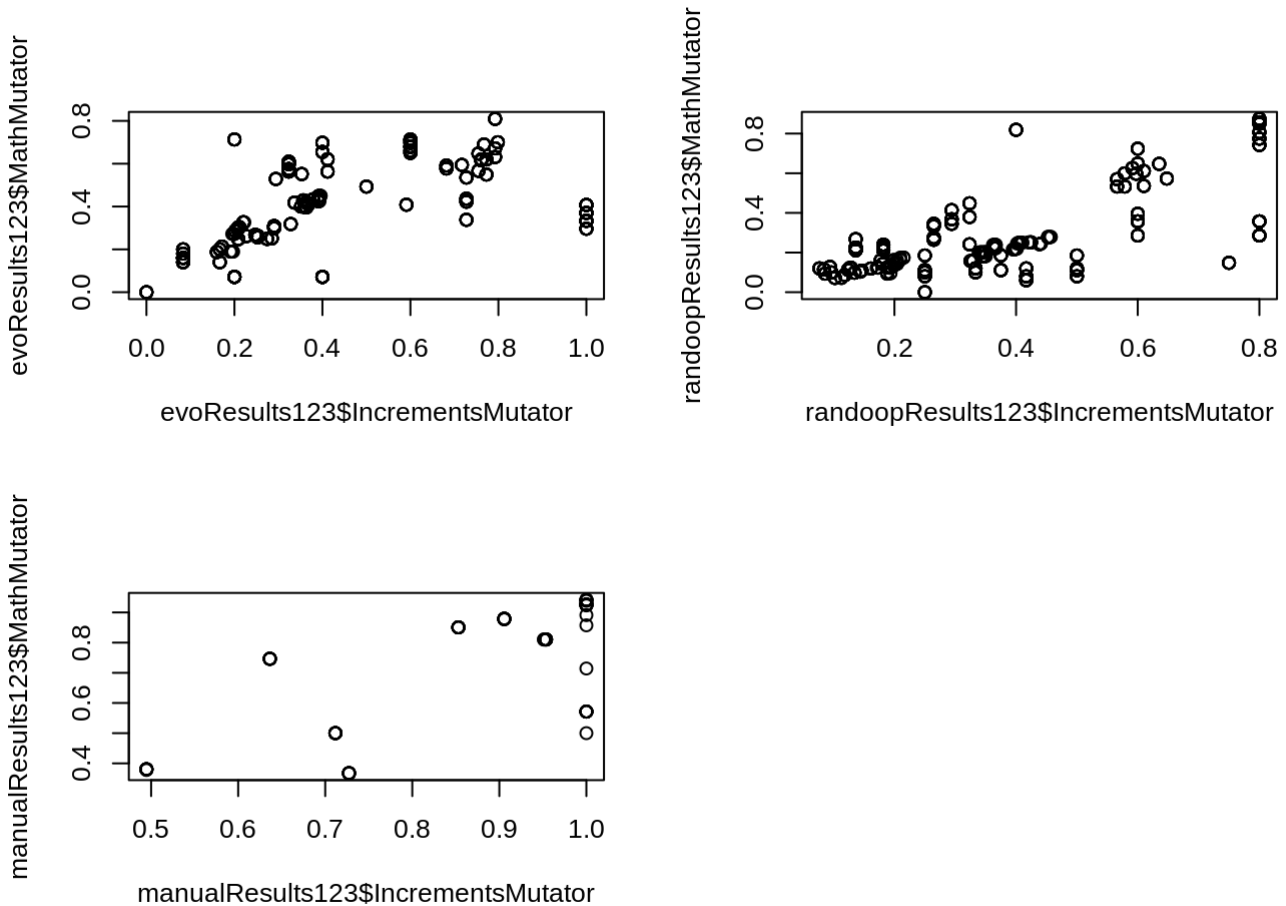 evoResults123$MathMutator
0.0 0.4 0.8
0.0 0.2 0.4 0.6 0.8 1.0
evoResults123$IncrementsMutator
randoopResults123$MathMutator
0.0 0.4 0.8
0.2 0.4 0.6 0.8
randoopResults123$IncrementsMutator
manualResults123$MathMutator
0.4 0.6 0.8
0.5 0.6 0.7 0.8 0.9 1.0
manualResults123$IncrementsMutator